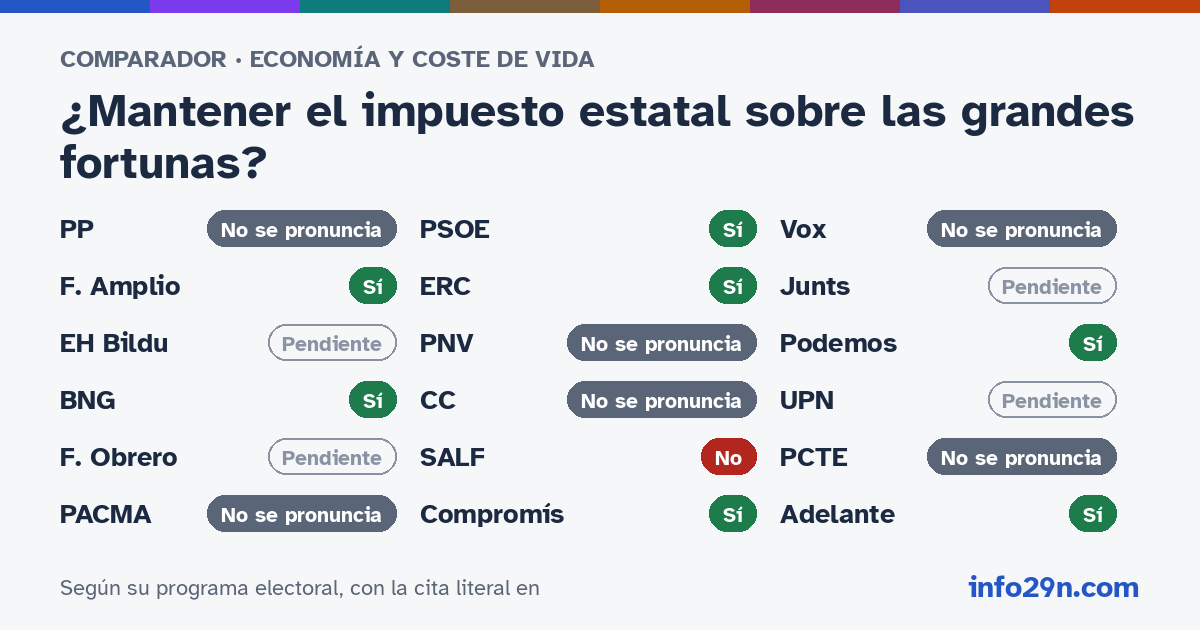 COMPARADOR · ECONOMÍA Y COSTE DE VIDA
¿Mantener el impuesto estatal sobre las grandes
fortunas?
PP No se pronuncia PSOE Sí Vox No se pronuncia
F. Amplio Sí ERC Sí Junts Pendiente
EH Bildu Pendiente PNV No se pronuncia Podemos Sí
BNG Sí CC No se pronuncia UPN Pendiente
F. Obrero Pendiente SALF No PCTE No se pronuncia
PACMA No se pronuncia Compromís Sí Adelante Sí
Según su programa electoral, con la cita literal en info29n.com